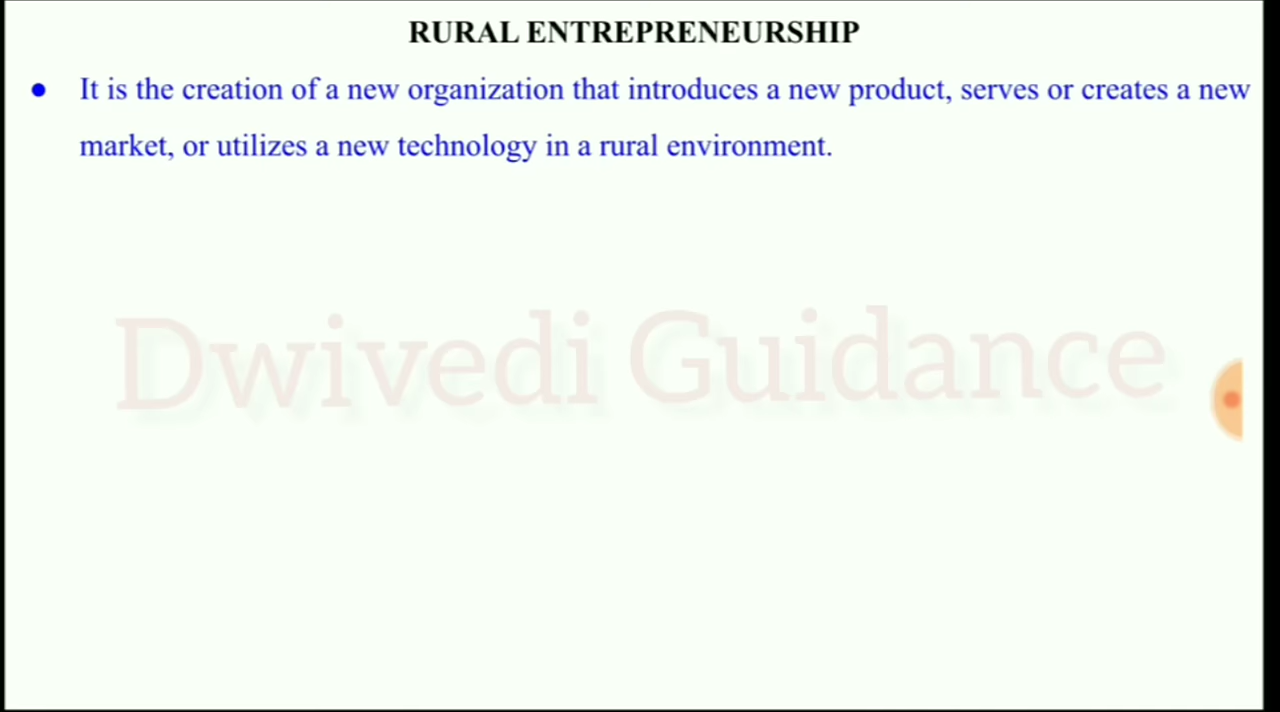 RURAL ENTREPRENEURSHIP
● It is the creation of a new organization that introduces a new product, serves or creates a new
market, or utilizes a new technology in a rural environment.
Dwivedi Guidance